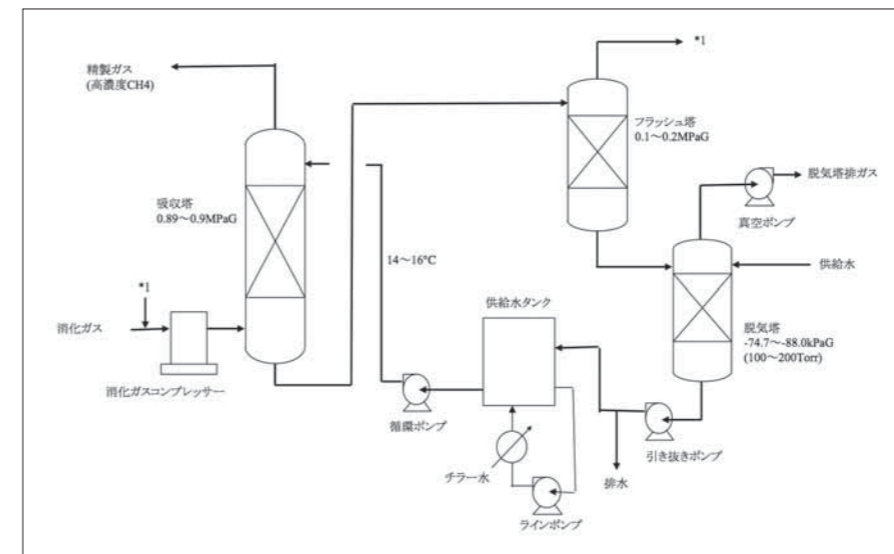 *1
精製ガス
(高濃度CH4)
フラッシュ塔
0.1～0.2MPaG
脱気塔排ガス
真空ポンプ
吸収塔
0.89～0.9MPaG
14～16℃
供給水
*1
供給水タンク
消化ガス
脱気塔
-74.7～-88.0kPaG
(100～200Torr)
消化ガスコンプレッサー
循環ポンプ
引き抜きポンプ
チラー水
排水
ラインポンプ